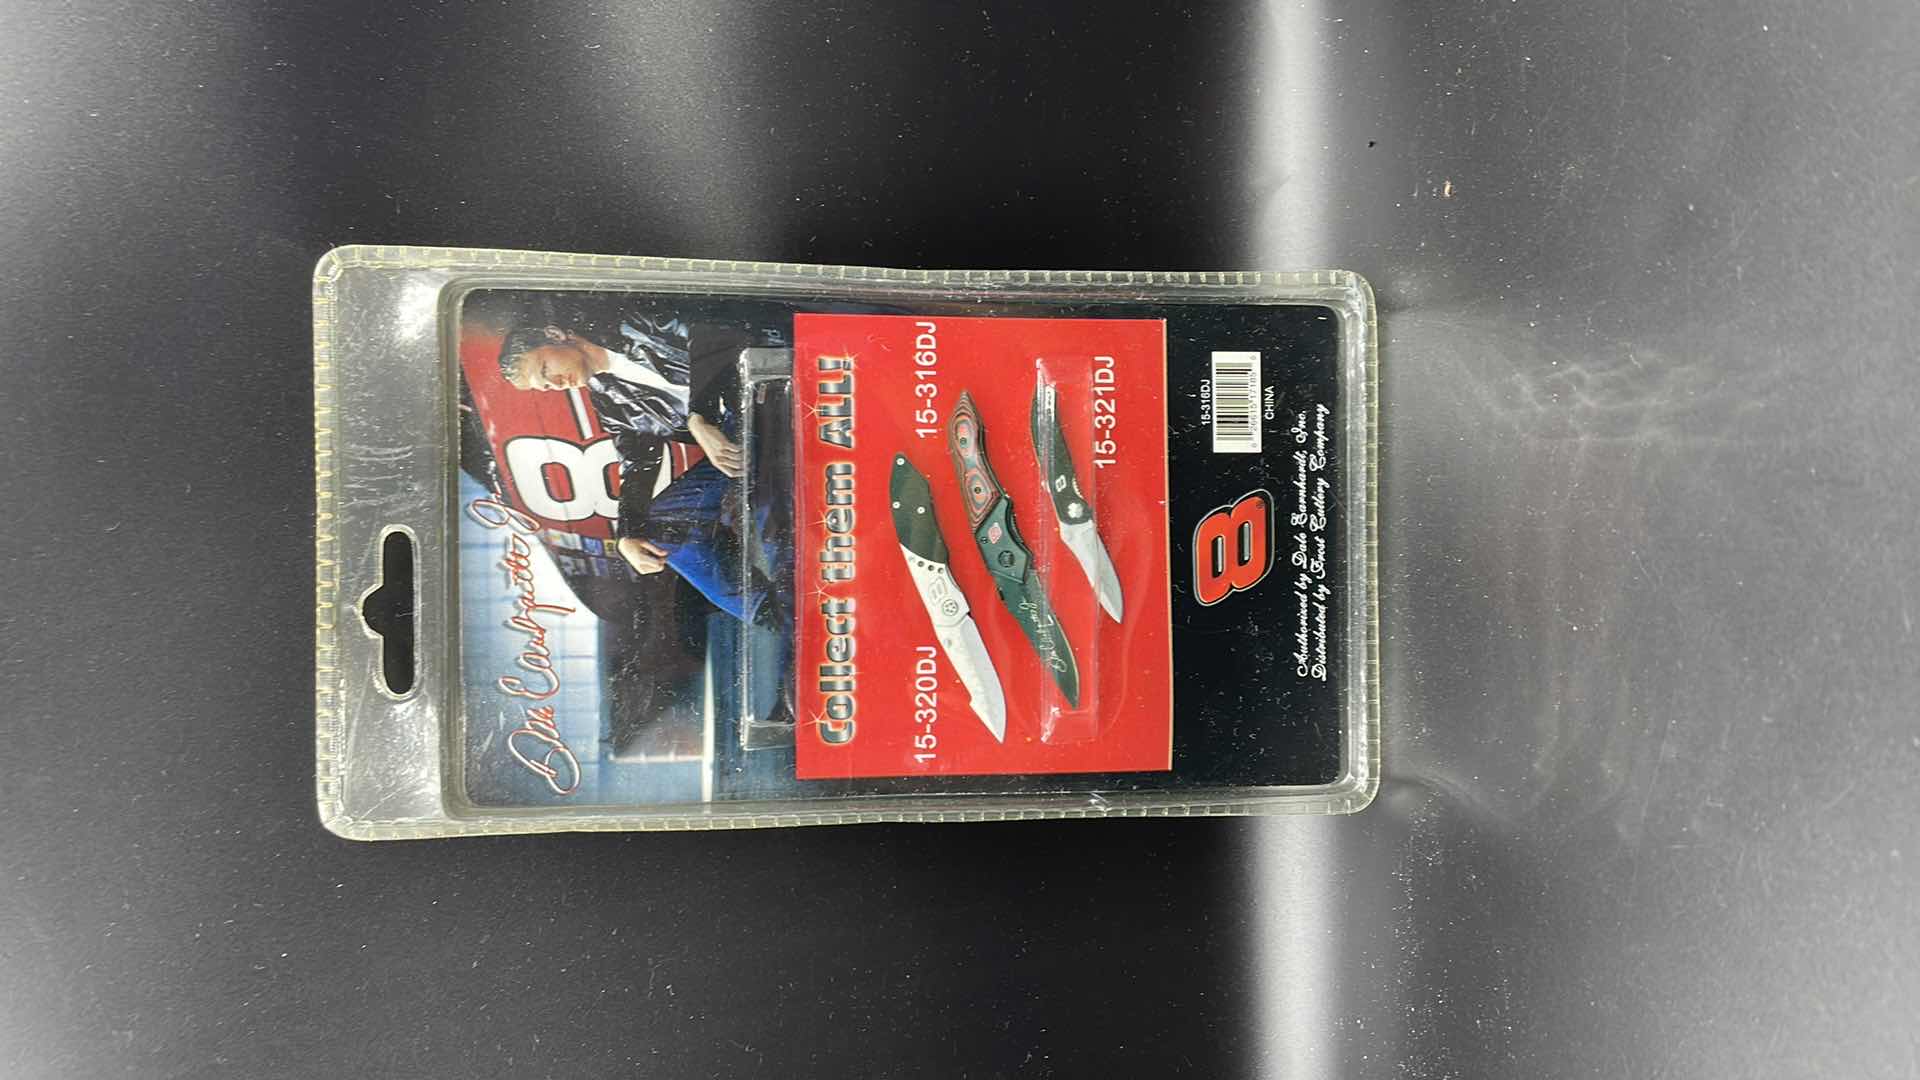 Dale Earnhardt Jr.
8
Collect them ALL!
15-320DJ
15-316DJ
15-321DJ
8
15-316DJ
CHINA
Authorized by Dale Earnhardt, Inc.
Distributed by Frost Cutlery Company